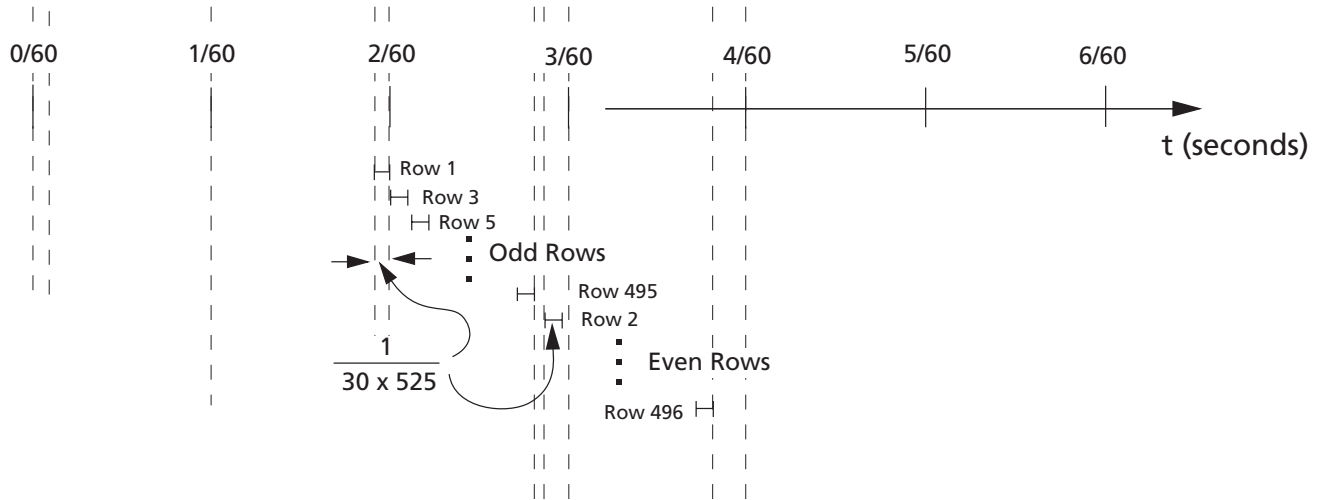 0/60 1/60 2/60 3/60 4/60 5/60 6/60
t (seconds)
Row 1
Row 3
Row 5
Odd Rows
Row 495
Row 2
1
30 x 525
Even Rows
Row 496